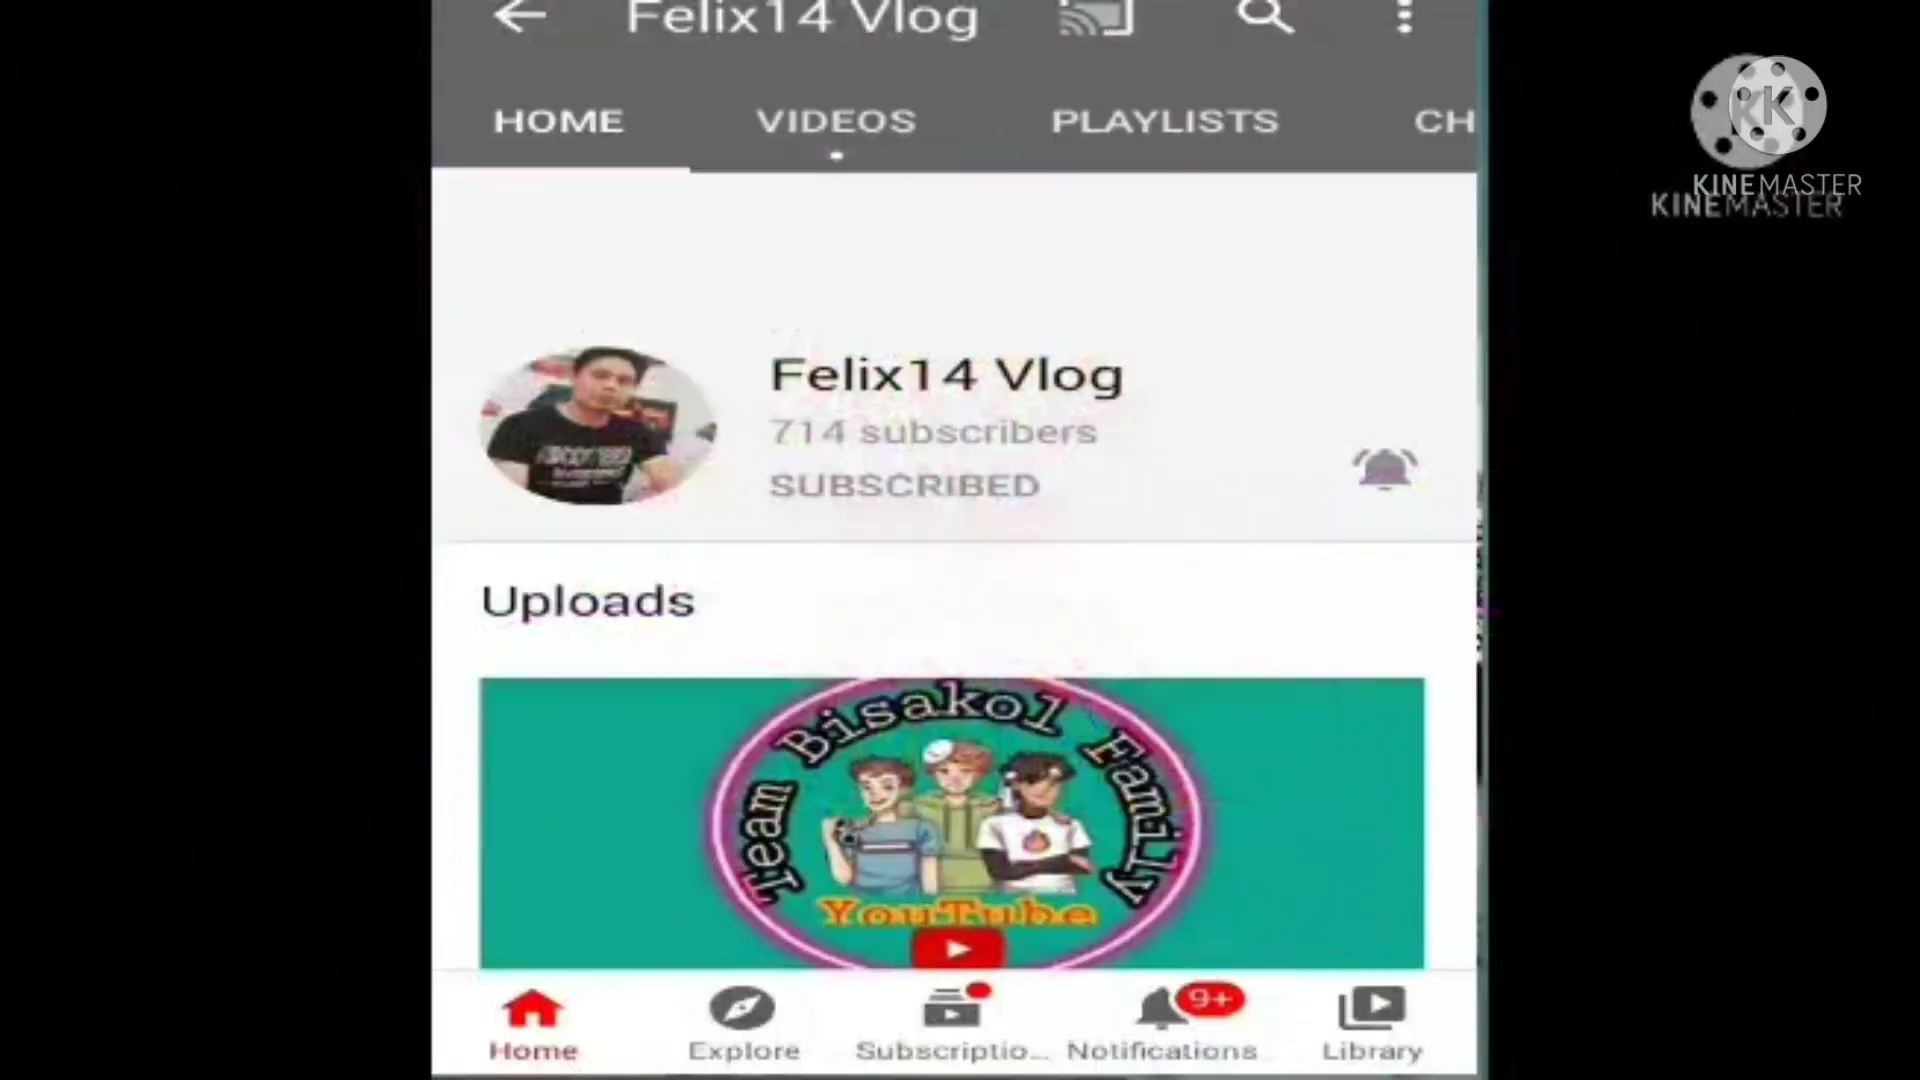 Felix14 Vlog
HOME VIDEOS PLAYLISTS CH
KINEMASTER
KINEMASTER
Felix14 Vlog
714 subscribers
SUBSCRIBED
Uploads
Team Bisakol Family
YouTube
Home Explore Subscriptio... Notifications 9+ Library